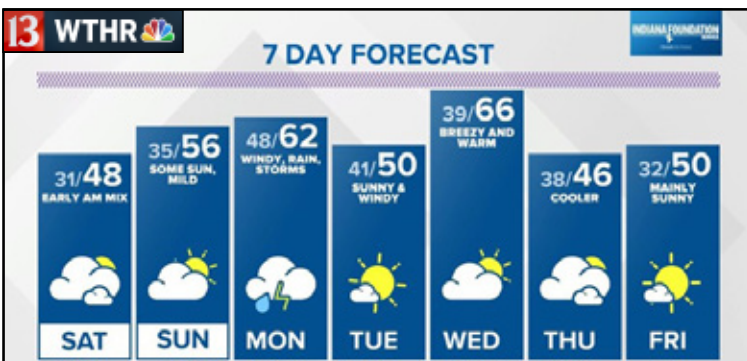 13 WTHR
INDIANA FOUNDATION
7 DAY FORECAST
31/48
EARLY AM MIX
SAT
35/56
SOME SUN,
MILD
SUN
48/62
WINDY, RAIN,
STORMS
MON
41/50
SUNNY &
WINDY
TUE
39/66
BREEZY AND
WARM
WED
38/46
COOLER
THU
32/50
MAINLY
SUNNY
FRI